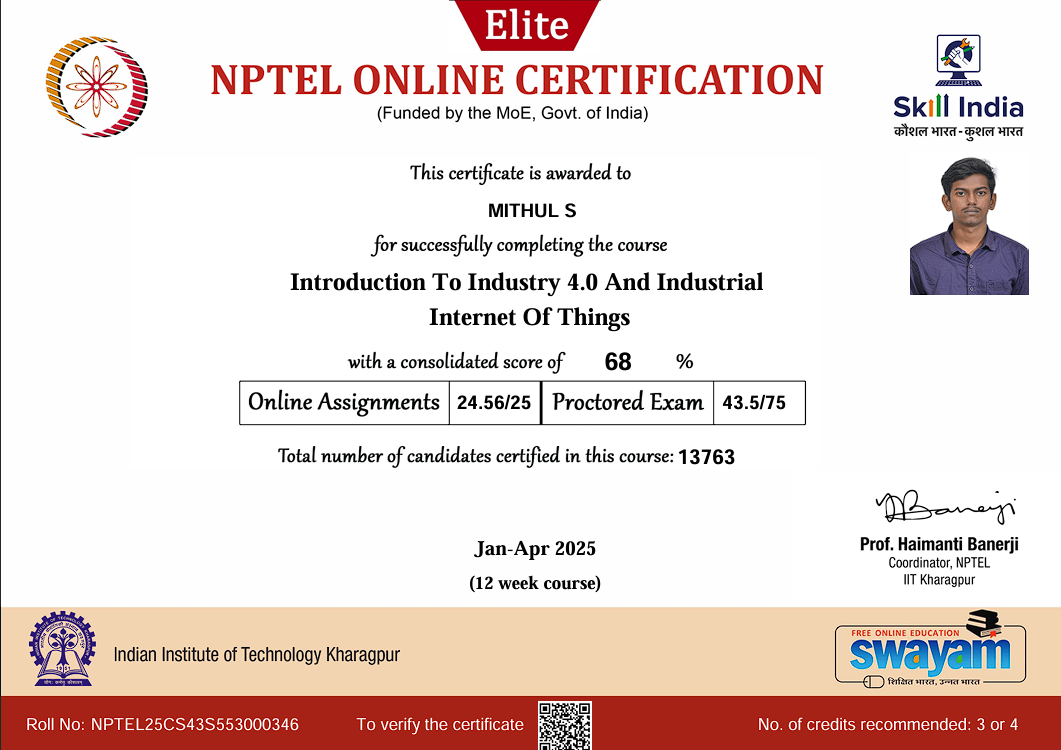 Elite
NPTEL ONLINE CERTIFICATION
(Funded by the MoE, Govt. of India)
Skill India
कौशल भारत - कुशल भारत
This certificate is awarded to
MITHUL S
for successfully completing the course
Introduction To Industry 4.0 And Industrial
Internet Of Things
with a consolidated score of 68 %
Online Assignments 24.56/25 Proctored Exam 43.5/75
Total number of candidates certified in this course: 13763
Banerji
Prof. Haimanti Banerji
Coordinator, NPTEL
IIT Kharagpur
Jan-Apr 2025
(12 week course)
Indian Institute of Technology Kharagpur
FREE ONLINE EDUCATION
swayam
शिक्षित भारत, उन्नत भारत
Roll No: NPTEL25CS43S553000346
To verify the certificate
No. of credits recommended: 3 or 4